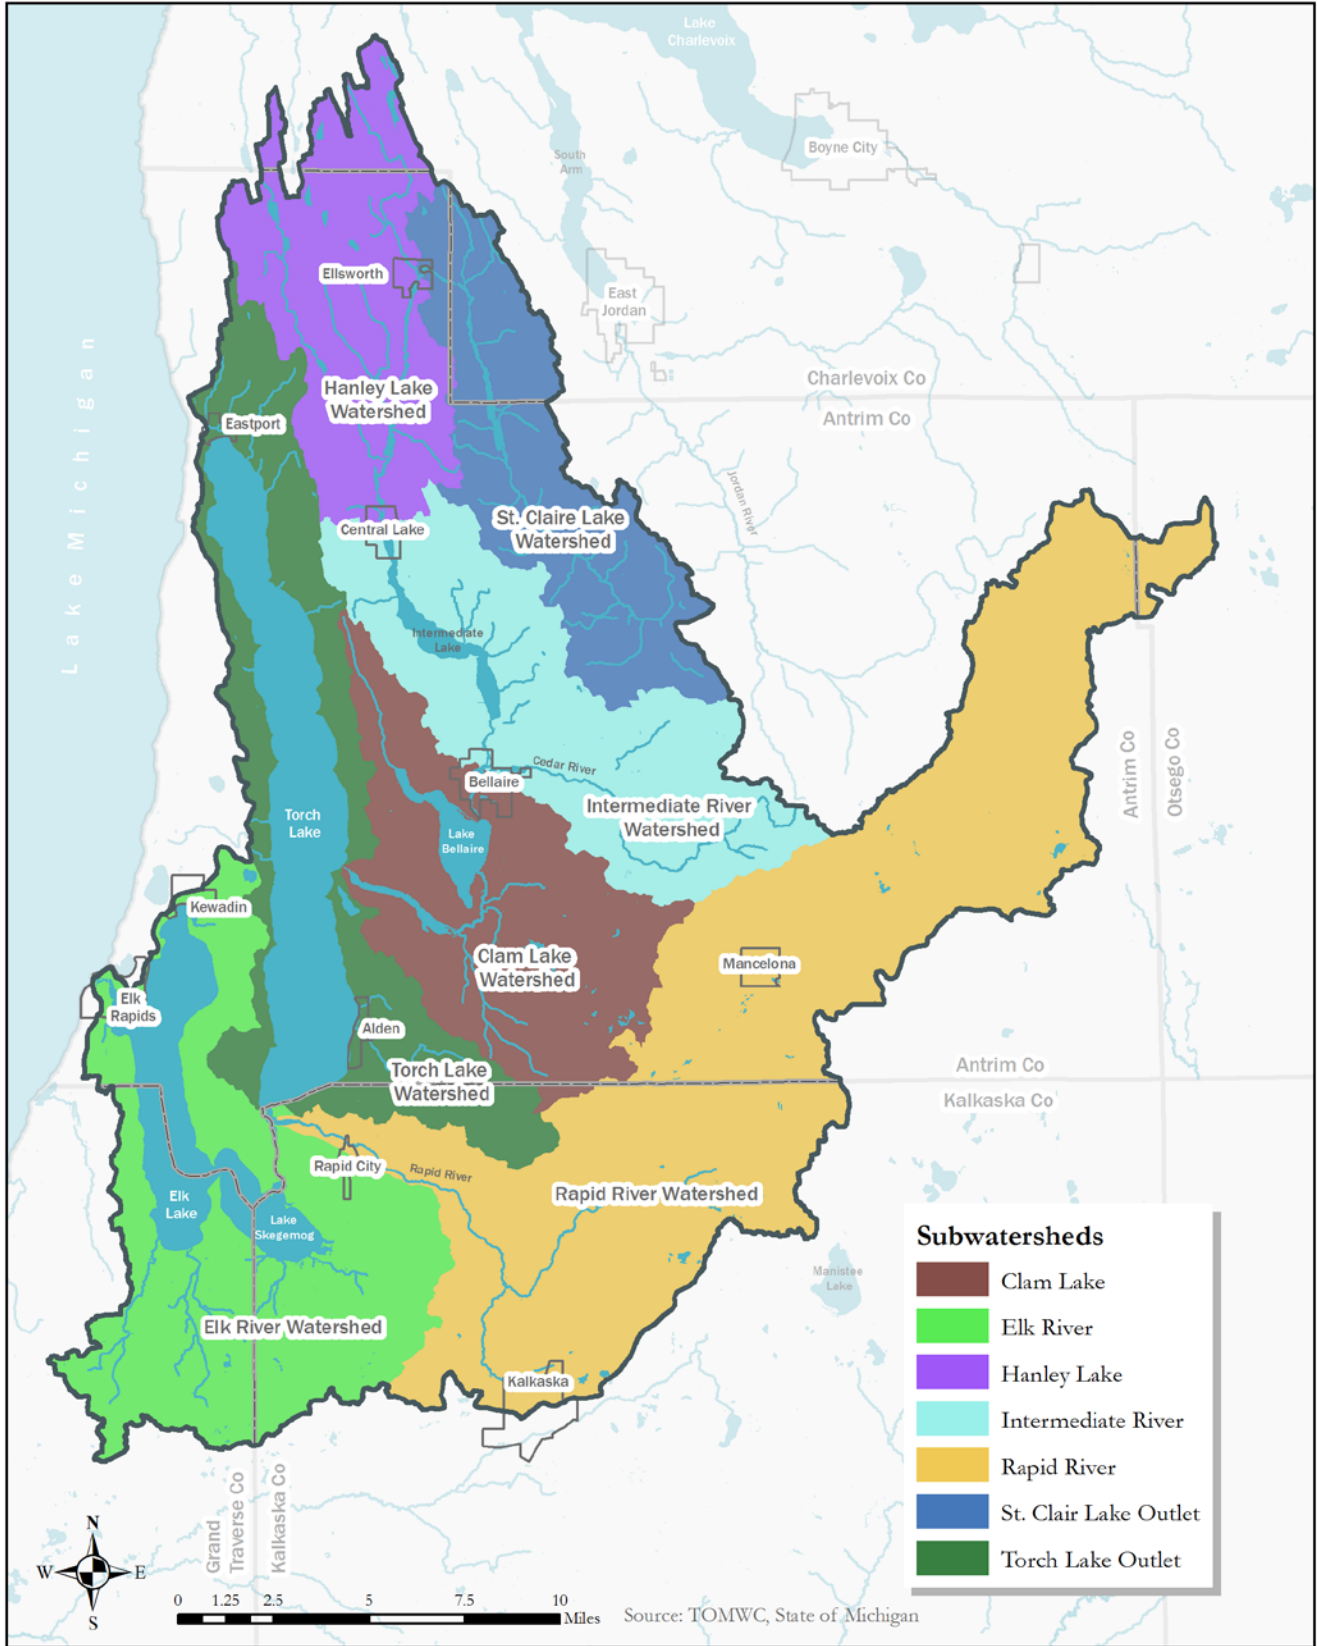 Lake
Charlevoix
Boyne City
South
Arm
Ellsworth
East
Jordan
Lake Michigan
Charlevoix Co
Antrim Co
Hanley Lake
Watershed
Eastport
Jordan River
St. Claire Lake
Watershed
Central Lake
Intermediate
Lake
Antrim Co
Otsego Co
Cedar River
Bellaire
Intermediate River
Watershed
Torch
Lake
Lake
Bellaire
Kewadin
Clam Lake
Watershed
Mancelona
Elk
Rapids
Alden
Torch Lake
Watershed
Antrim Co
Kalkaska Co
Rapid City
Rapid River
Rapid River Watershed
Elk
Lake
Lake
Skegemog
Manistee
Lake
Elk River Watershed
Kalkaska
Grand
Traverse Co
Kalkaska Co
Subwatersheds
Clam Lake
Elk River
Hanley Lake
Intermediate River
Rapid River
St. Clair Lake Outlet
Torch Lake Outlet
N
W E
S
0 1.25 2.5 5 7.5 10
Miles
Source: TOMWC, State of Michigan